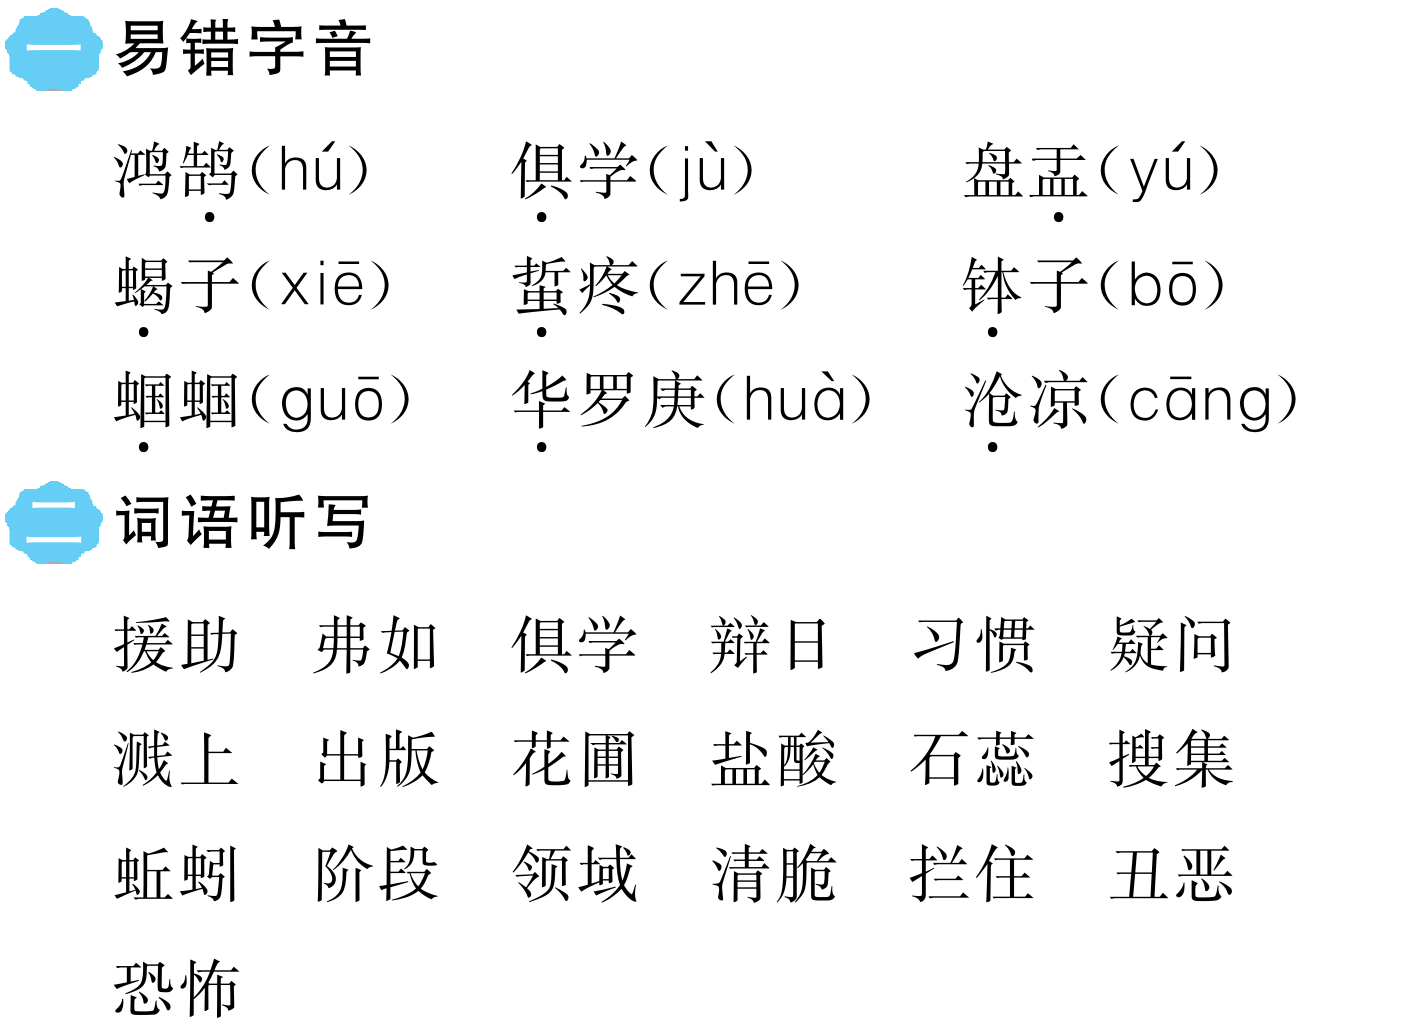 一 易错字音
鸿鹄(hú) 俱学(jù) 盘盂(yú)
蝎子(xiē) 蜇疼(zhē) 钵子(bō)
蝈蝈(guō) 华罗庚(huà) 沧凉(cāng)
二 词语听写
援助 弗如 俱学 辩日 习惯 疑问
溅上 出版 花圃 盐酸 石蕊 搜集
蚯蚓 阶段 领域 清脆 拦住 丑恶
恐怖